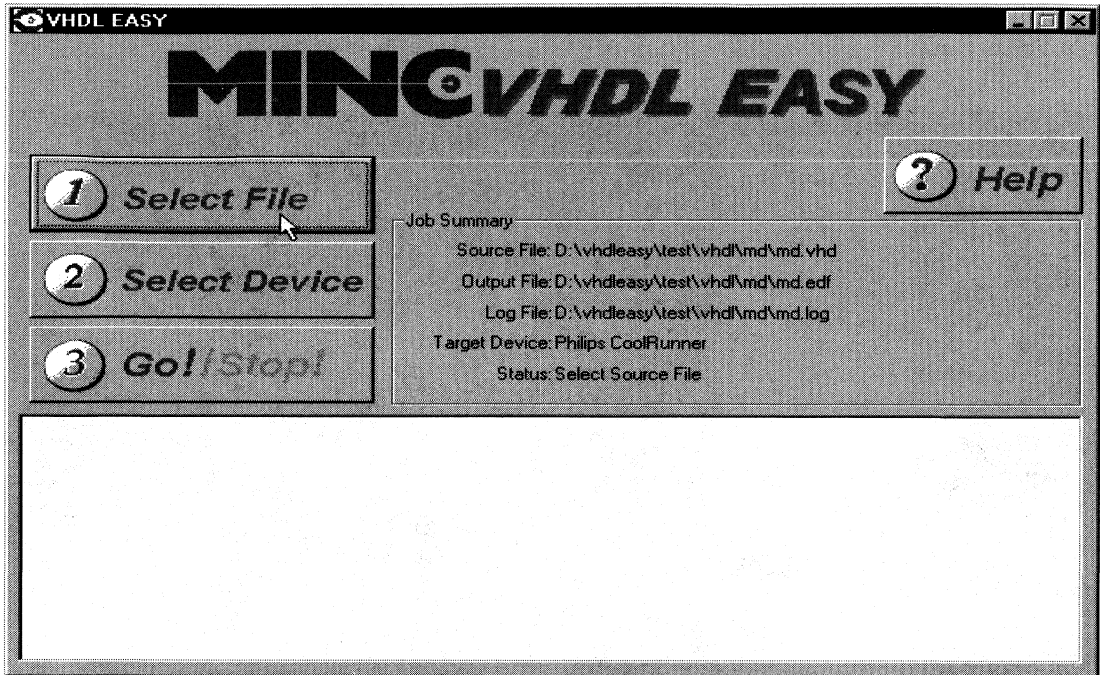 VHDL EASY
MINC VHDL EASY
1 Select File
? Help
2 Select Device
3 Go!/Stop!
Job Summary
Source File: D:\vhdleasy\test\vhdl\md\md.vhd
Output File: D:\vhdleasy\test\vhdl\md\md.edf
Log File: D:\vhdleasy\test\vhdl\md\md.log
Target Device: Philips CoolRunner
Status: Select Source File